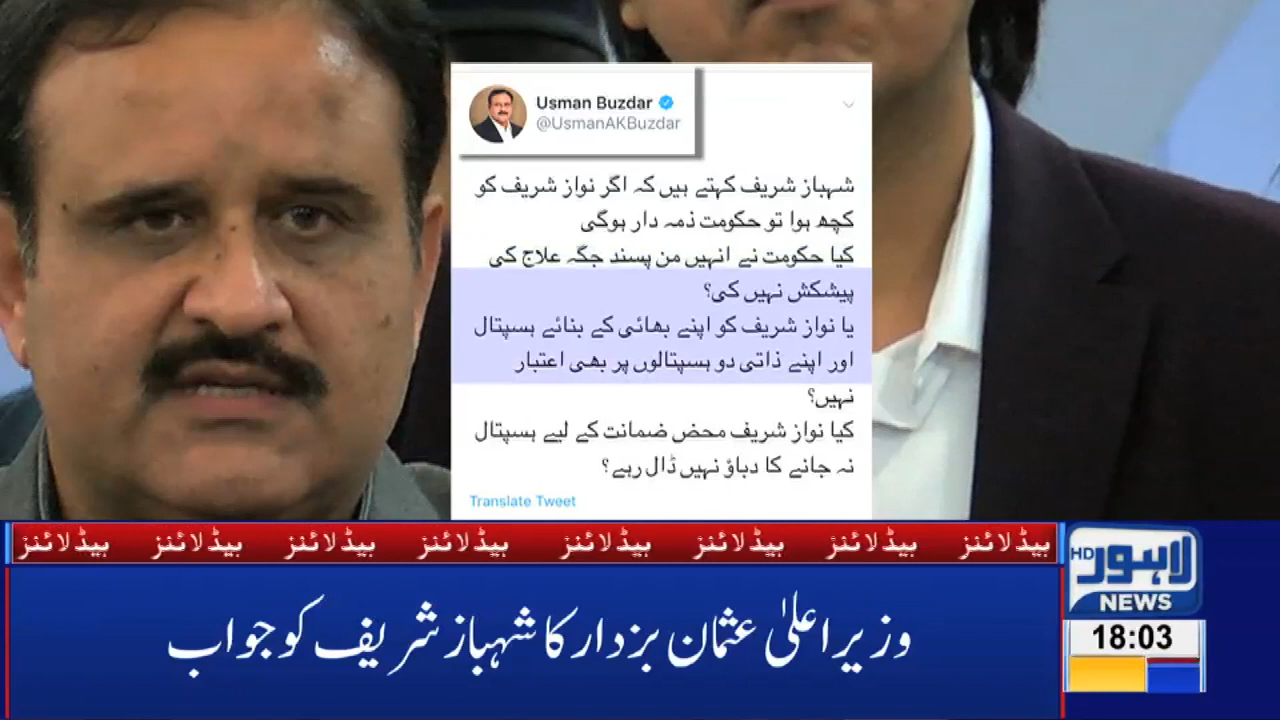 Usman Buzdar
@UsmanAKBuzdar
شہباز شریف کہتے ہیں کہ اگر نواز شریف کو
کچھ ہوا تو حکومت ذمہ دار ہوگی
کیا حکومت نے انہیں من پسند جگہ علاج کی
پیشکش نہیں کی؟
یا نواز شریف کو اپنے بھائی کے بنائے ہسپتال
اور اپنے ذاتی دو ہسپتالوں پر بھی اعتبار
نہیں؟
کیا نواز شریف محض ضمانت کے لیے ہسپتال
نہ جانے کا دباؤ نہیں ڈال رہے؟
Translate Tweet
ہیڈلائنز ہیڈلائنز ہیڈلائنز ہیڈلائنز ہیڈلائنز ہیڈلائنز ہیڈلائنز ہیڈلائنز
وزیراعلیٰ عثمان بزدار کا شہباز شریف کو جواب
لاہور HD
NEWS
18:03